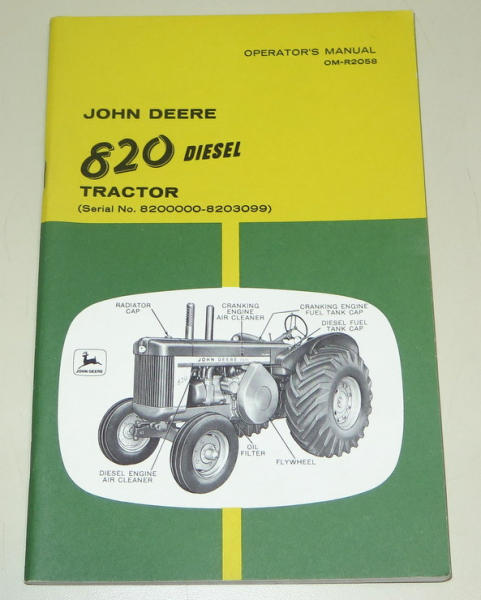 OPERATOR'S MANUAL
OM-R2058
JOHN DEERE
820 DIESEL
TRACTOR
(Serial No. 8200000-8203099)
RADIATOR
CAP
CRANKING
ENGINE
AIR CLEANER
CRANKING ENGINE
FUEL TANK CAP
DIESEL FUEL
TANK CAP
JOHN DEERE
JOHN DEERE
OIL
FILTER
FLYWHEEL
DIESEL ENGINE
AIR CLEANER